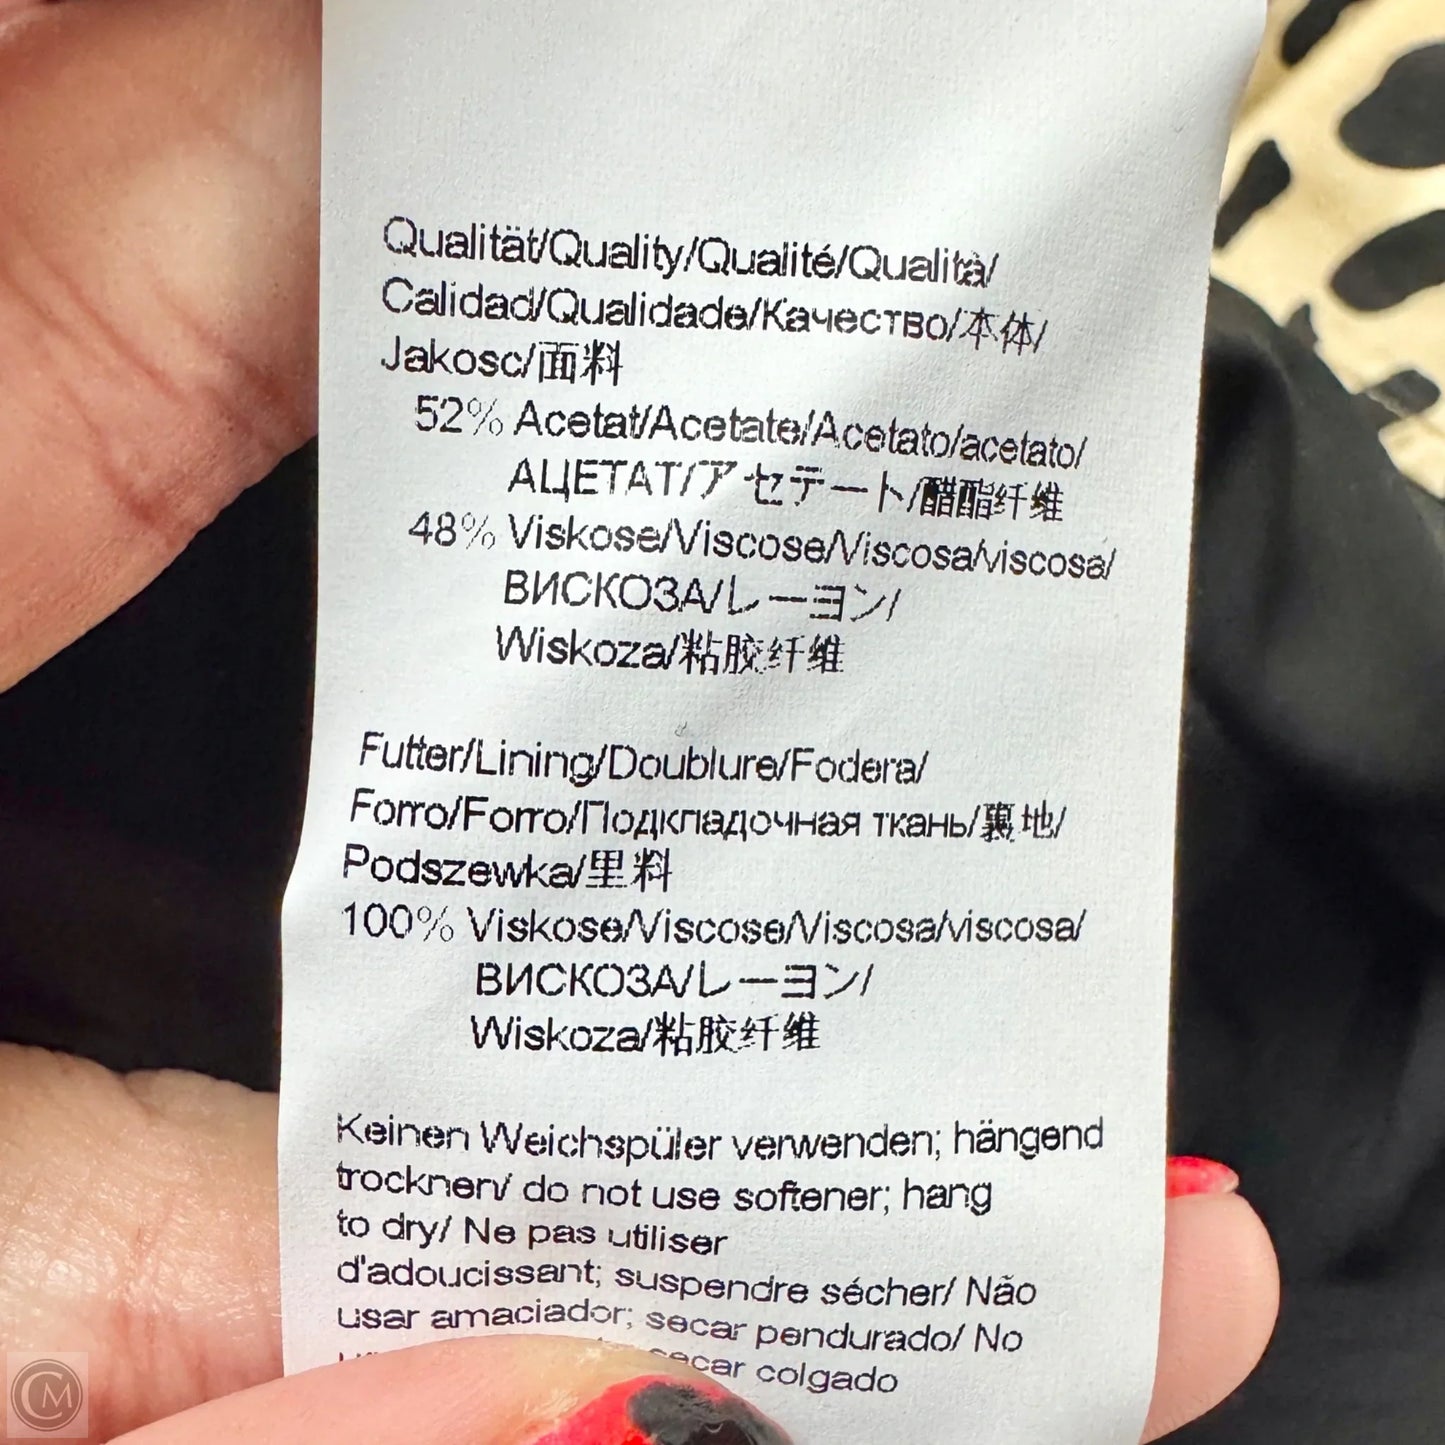 Qualität/Quality/Qualité/Qualità/
Calidad/Qualidade/Качество/本体/
Jakosc/面料
52% Acetat/Acetate/Acetato/acetato/
АЦЕТАТ/アセテート/醋酯纤维
48% Viskose/Viscose/Viscosa/viscosa/
ВИСКОЗА/レーヨン/
Wiskoza/粘胶纤维
Futter/Lining/Doublure/Fodera/
Forro/Forro/Подкладочная ткань/裏地/
Podszewka/里料
100% Viskose/Viscose/Viscosa/viscosa/
ВИСКОЗА/レーヨン/
Wiskoza/粘胶纤维
Keinen Weichspüler verwenden; hängend
trocknen/ do not use softener; hang
to dry/ Ne pas utiliser
d'adoucissant; suspendre sécher/ Não
usar amaciador; secar pendurado/ No
secar colgado
CM